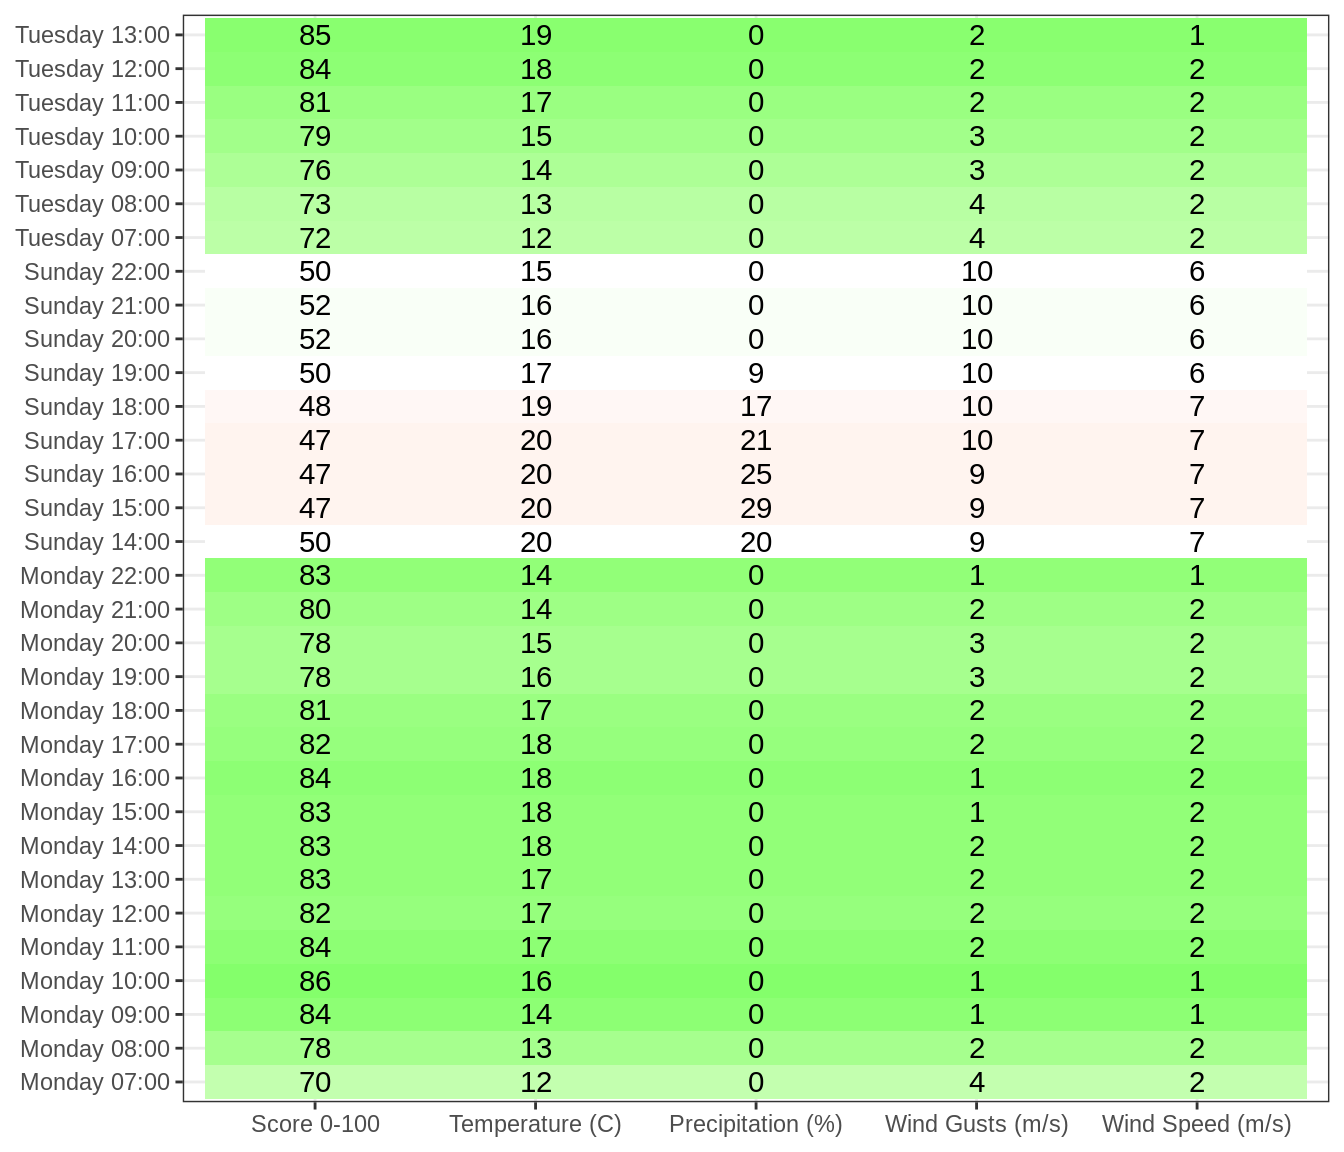 Tuesday 13:00 85 19 0 2 1
Tuesday 12:00 84 18 0 2 2
Tuesday 11:00 81 17 0 2 2
Tuesday 10:00 79 15 0 3 2
Tuesday 09:00 76 14 0 3 2
Tuesday 08:00 73 13 0 4 2
Tuesday 07:00 72 12 0 4 2
Sunday 22:00 50 15 0 10 6
Sunday 21:00 52 16 0 10 6
Sunday 20:00 52 16 0 10 6
Sunday 19:00 50 17 9 10 6
Sunday 18:00 48 19 17 10 7
Sunday 17:00 47 20 21 10 7
Sunday 16:00 47 20 25 9 7
Sunday 15:00 47 20 29 9 7
Sunday 14:00 50 20 20 9 7
Monday 22:00 83 14 0 1 1
Monday 21:00 80 14 0 2 2
Monday 20:00 78 15 0 3 2
Monday 19:00 78 16 0 3 2
Monday 18:00 81 17 0 2 2
Monday 17:00 82 18 0 2 2
Monday 16:00 84 18 0 1 2
Monday 15:00 83 18 0 1 2
Monday 14:00 83 18 0 2 2
Monday 13:00 83 17 0 2 2
Monday 12:00 82 17 0 2 2
Monday 11:00 84 17 0 2 2
Monday 10:00 86 16 0 1 1
Monday 09:00 84 14 0 1 1
Monday 08:00 78 13 0 2 2
Monday 07:00 70 12 0 4 2
Score 0-100 Temperature (C) Precipitation (%) Wind Gusts (m/s) Wind Speed (m/s)